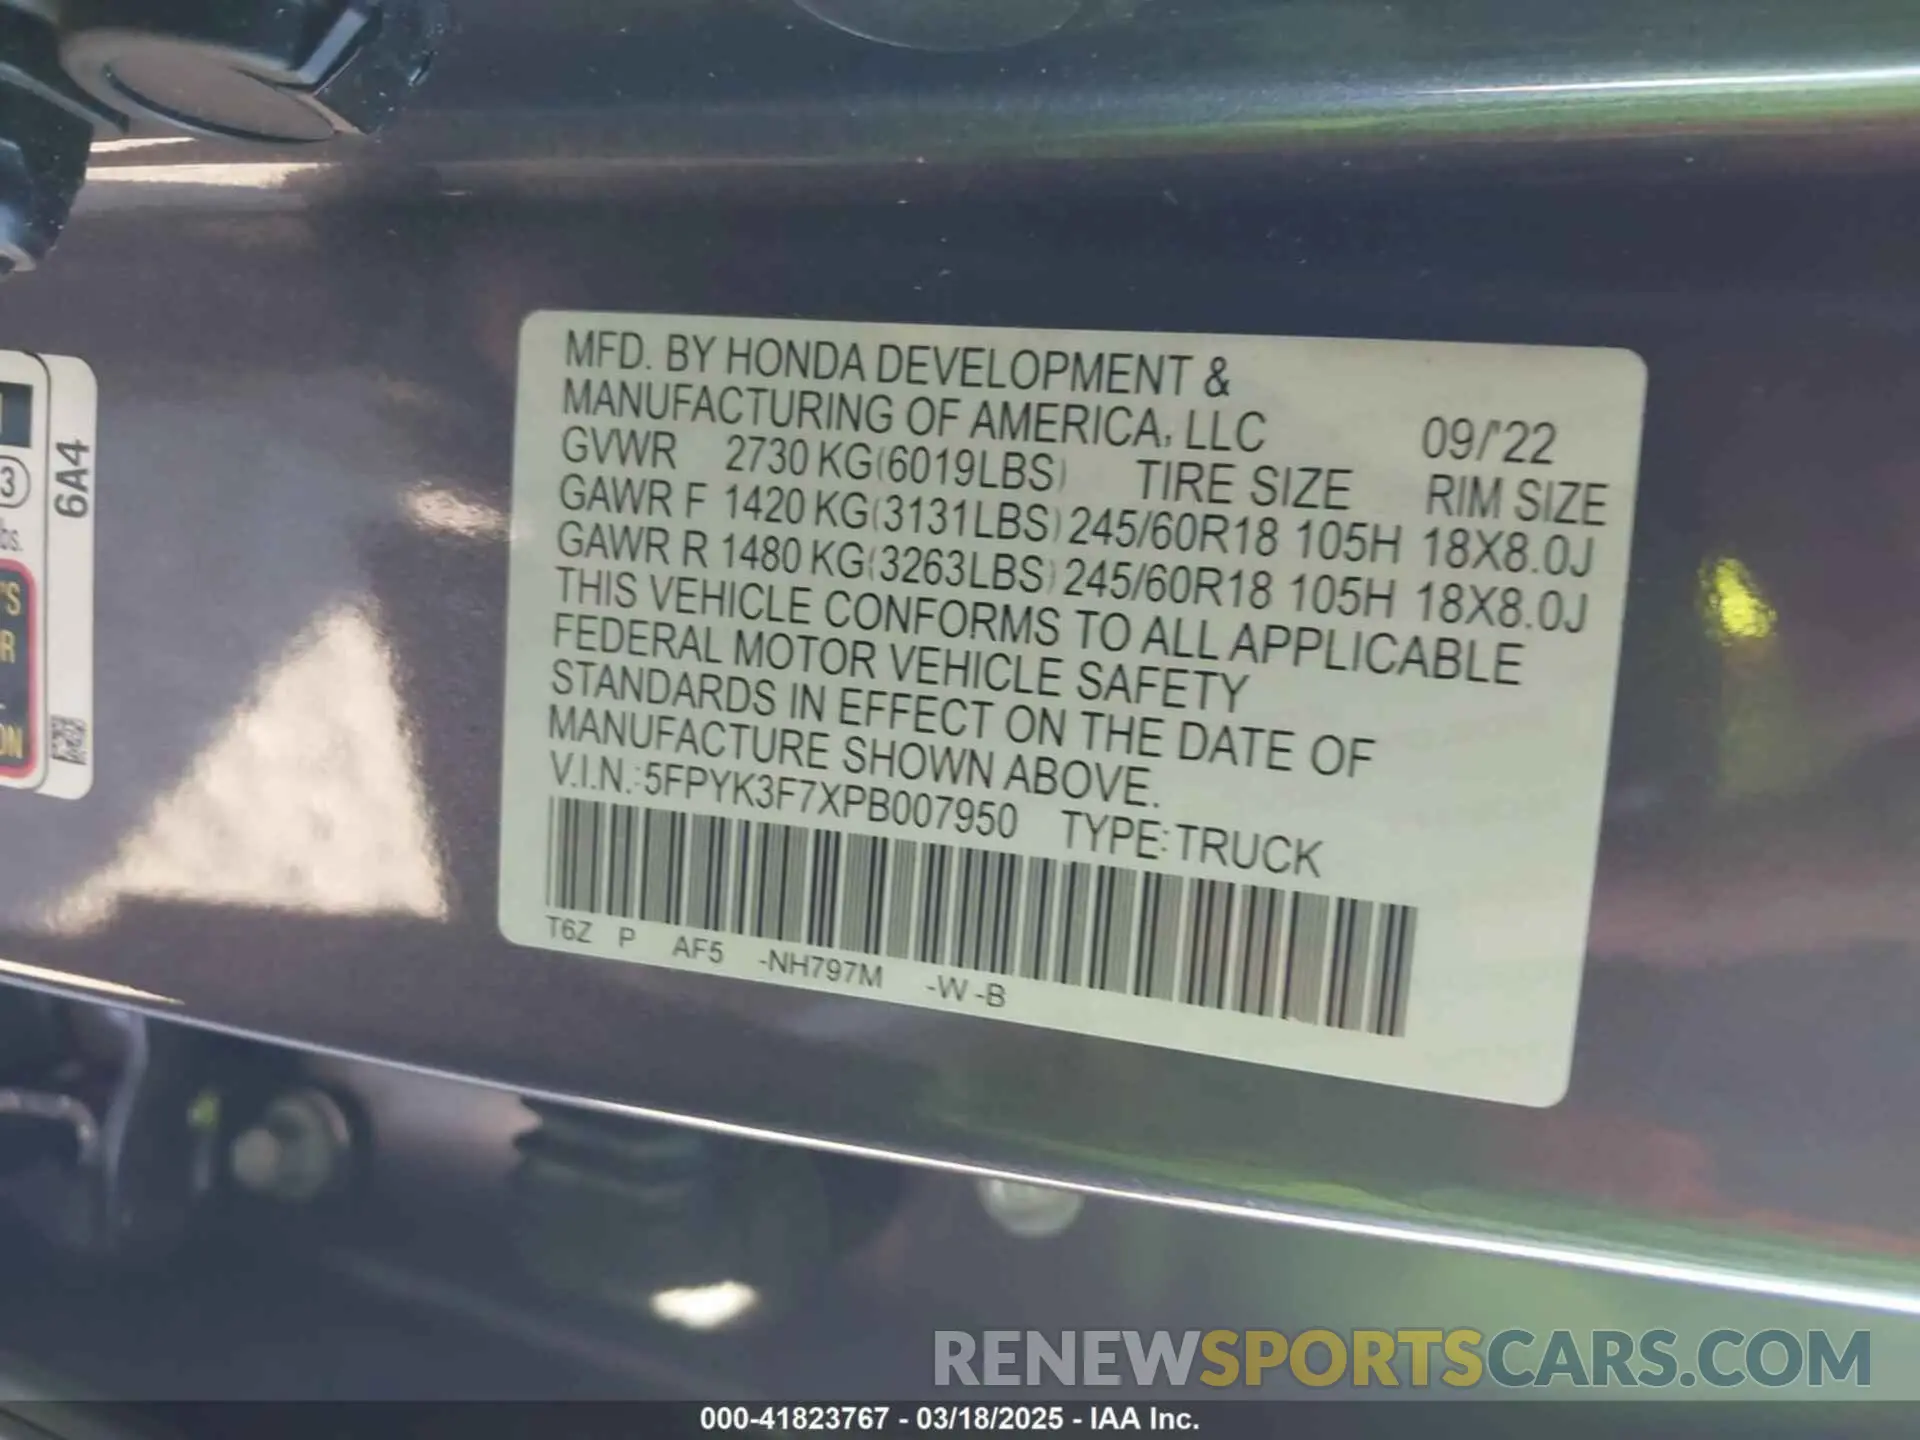 MFD. BY HONDA DEVELOPMENT &
MANUFACTURING OF AMERICA, LLC 09/'22
GVWR 2730 KG(6019LBS) TIRE SIZE RIM SIZE
GAWR F 1420 KG(3131LBS) 245/60R18 105H 18X8.0J
GAWR R 1480 KG(3263LBS) 245/60R18 105H 18X8.0J
THIS VEHICLE CONFORMS TO ALL APPLICABLE
FEDERAL MOTOR VEHICLE SAFETY
STANDARDS IN EFFECT ON THE DATE OF
MANUFACTURE SHOWN ABOVE.
V.I.N.:5FPYK3F7XPB007950 TYPE:TRUCK
T6Z P AF5 -NH797M -W -B
6A4
3
lbs.
RENEWSPORTSCARS.COM
000-41823767 - 03/18/2025 - IAA Inc.